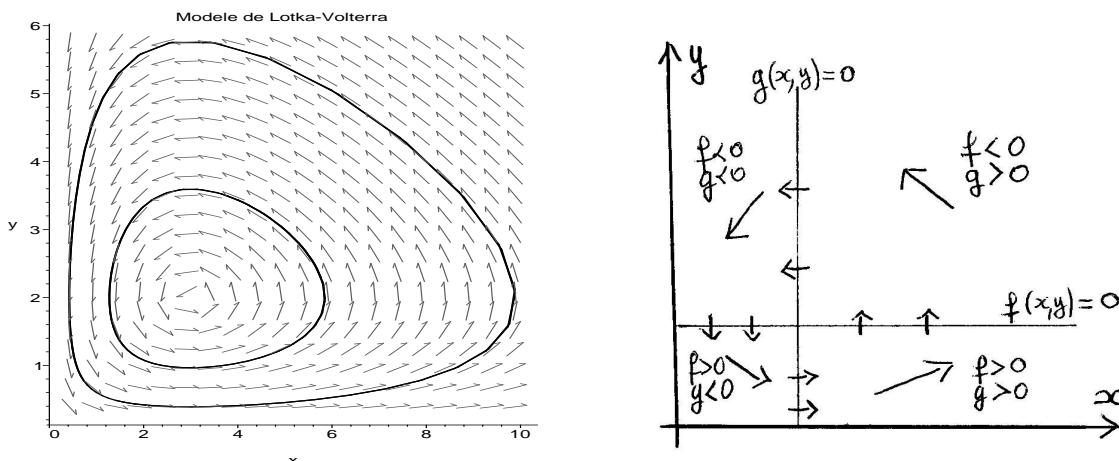 Modele de Lotka-Volterra
6
5
4
3
2
1
y
0
2
4
6
8
10
x
y
g(x,y)=0
f<0
g<0
f<0
g>0
f(x,y)=0
f>0
g<0
f>0
g>0
x